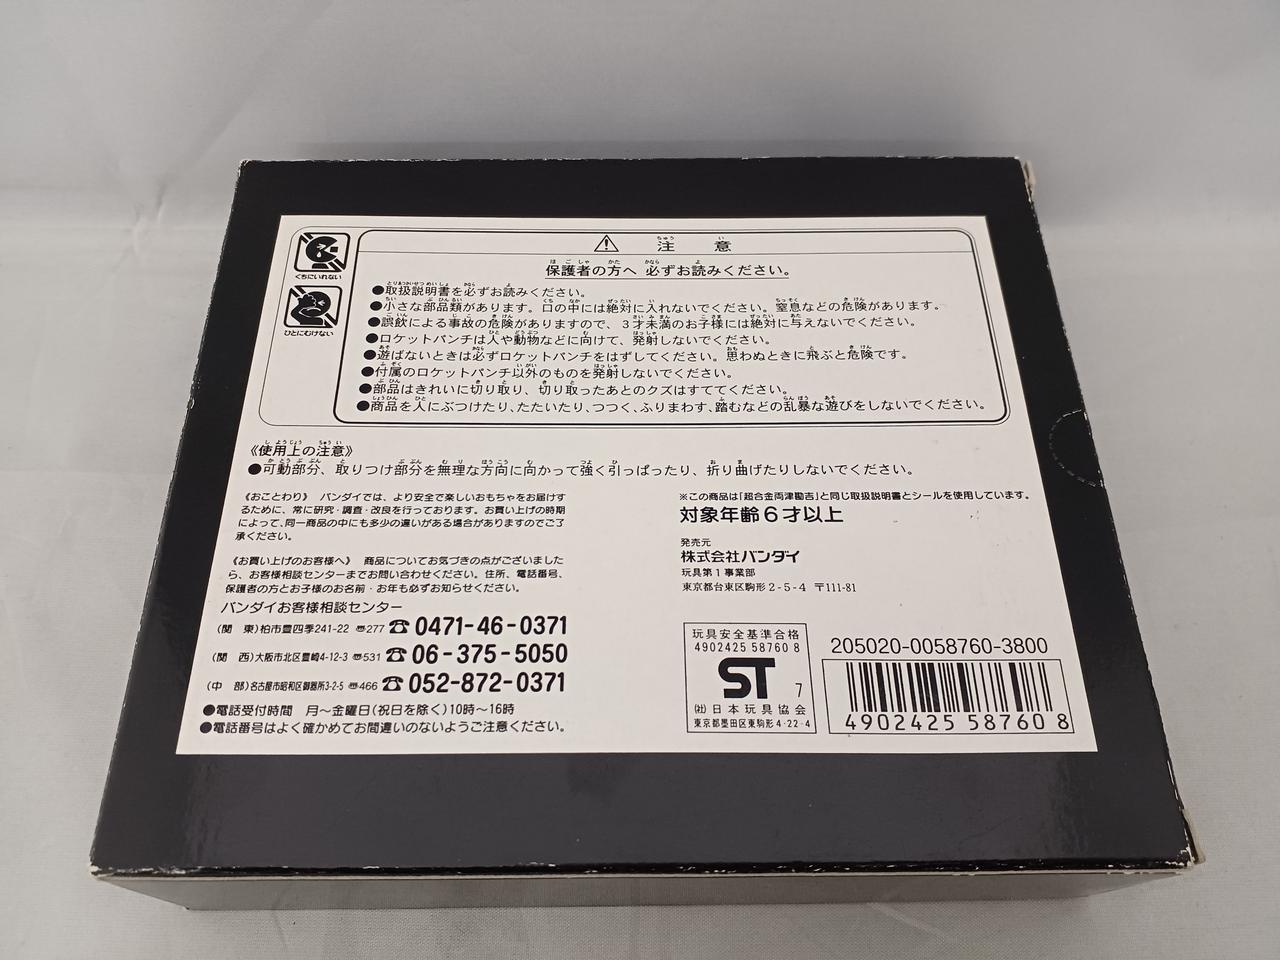 くちにいれない
ひとにむけない
⚠ 注意
保護者の方へ 必ずお読みください。
●取扱説明書を必ずお読みください。
●小さな部品類があります。口の中には絶対に入れないでください。窒息などの危険があります。
●誤飲による事故の危険がありますので、3才未満のお子様には絶対に与えないでください。
●ロケットパンチは人や動物などに向けて、発射しないでください。
●遊ばないときは必ずロケットパンチをはずしてください。思わぬときに飛ぶと危険です。
●付属のロケットパンチ以外のものを発射しないでください。
●部品はきれいに切り取り、切り取ったあとのクズはすててください。
●商品を人にぶつけたり、たたいたり、つつく、ふりまわす、踏むなどの乱暴な遊びをしないでください。
《使用上の注意》
●可動部分、取りつけ部分を無理な方向に向かって強く引っぱったり、折り曲げたりしないでください。
《おことわり》 バンダイでは、より安全で楽しいおもちゃをお届けす
るために、常に研究・調査・改良を行っております。お買い上げの時期
によって、同一商品の中にも多少の違いがある場合がありますのでご了
承ください。
《お買い上げのお客様へ》 商品についてお気づきの点がございました
ら、お客様相談センターまでお問い合わせください。住所、電話番号、
保護者の方とお子様のお名前・お年も必ずお知らせください。
バンダイお客様相談センター
(関 東)柏市豊四季241-22 〠277 ☎0471-46-0371
(関 西)大阪市北区豊崎4-12-3 〠531 ☎06-375-5050
(中 部)名古屋市昭和区御器所3-2-5 〠466 ☎052-872-0371
●電話受付時間 月〜金曜日(祝日を除く)10時〜16時
●電話番号はよく確かめてお間違いのないようご注意ください。
※この商品は「超合金両津勘吉」と同じ取扱説明書とシールを使用しています。
対象年齢6才以上
発売元
株式会社バンダイ
玩具第1事業部
東京都台東区駒形2-5-4 〒111-81
玩具安全基準合格
4902425 58760 8
ST 7
(社)日本玩具協会
東京都墨田区東駒形4-22-4
205020-0058760-3800
4902425 587608